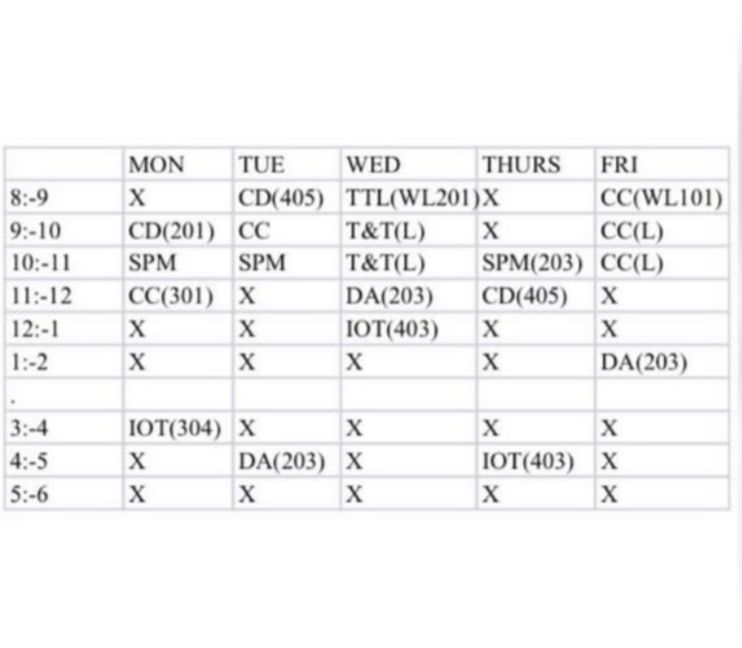 MON TUE WED THURS FRI
8:-9 X CD(405) TTL(WL201) X CC(WL101)
9:-10 CD(201) CC T&T(L) X CC(L)
10:-11 SPM SPM T&T(L) SPM(203) CC(L)
11:-12 CC(301) X DA(203) CD(405) X
12:-1 X X IOT(403) X X
1:-2 X X X X DA(203)
.
3:-4 IOT(304) X X X X
4:-5 X DA(203) X IOT(403) X
5:-6 X X X X X